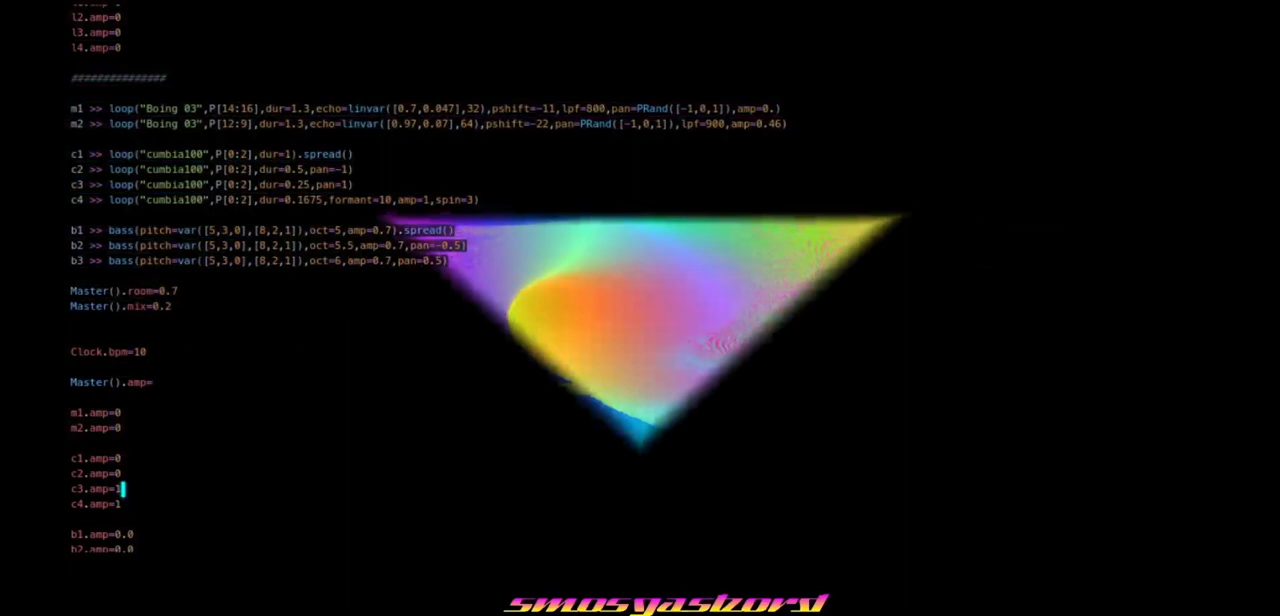 l2.amp=0
l3.amp=0
l4.amp=0
###############
m1 >> loop("Boing 03",P[14:16],dur=1.3,echo=linvar([0.7,0.047],32),pshift=-11,lpf=800,pan=PRand([-1,0,1]),amp=0.)
m2 >> loop("Boing 03",P[12:9],dur=1.3,echo=linvar([0.97,0.07],64),pshift=-22,pan=PRand([-1,0,1]),lpf=900,amp=0.46)
c1 >> loop("cumbia100",P[0:2],dur=1).spread()
c2 >> loop("cumbia100",P[0:2],dur=0.5,pan=-1)
c3 >> loop("cumbia100",P[0:2],dur=0.25,pan=1)
c4 >> loop("cumbia100",P[0:2],dur=0.1675,formant=10,amp=1,spin=3)
b1 >> bass(pitch=var([5,3,0],[8,2,1]),oct=5,amp=0.7).spread()
b2 >> bass(pitch=var([5,3,0],[8,2,1]),oct=5.5,amp=0.7,pan=-0.5)
b3 >> bass(pitch=var([5,3,0],[8,2,1]),oct=6,amp=0.7,pan=0.5)
Master().room=0.7
Master().mix=0.2
Clock.bpm=10
Master().amp=
m1.amp=0
m2.amp=0
c1.amp=0
c2.amp=0
c3.amp=1
c4.amp=1
b1.amp=0.0
b2.amp=0.0